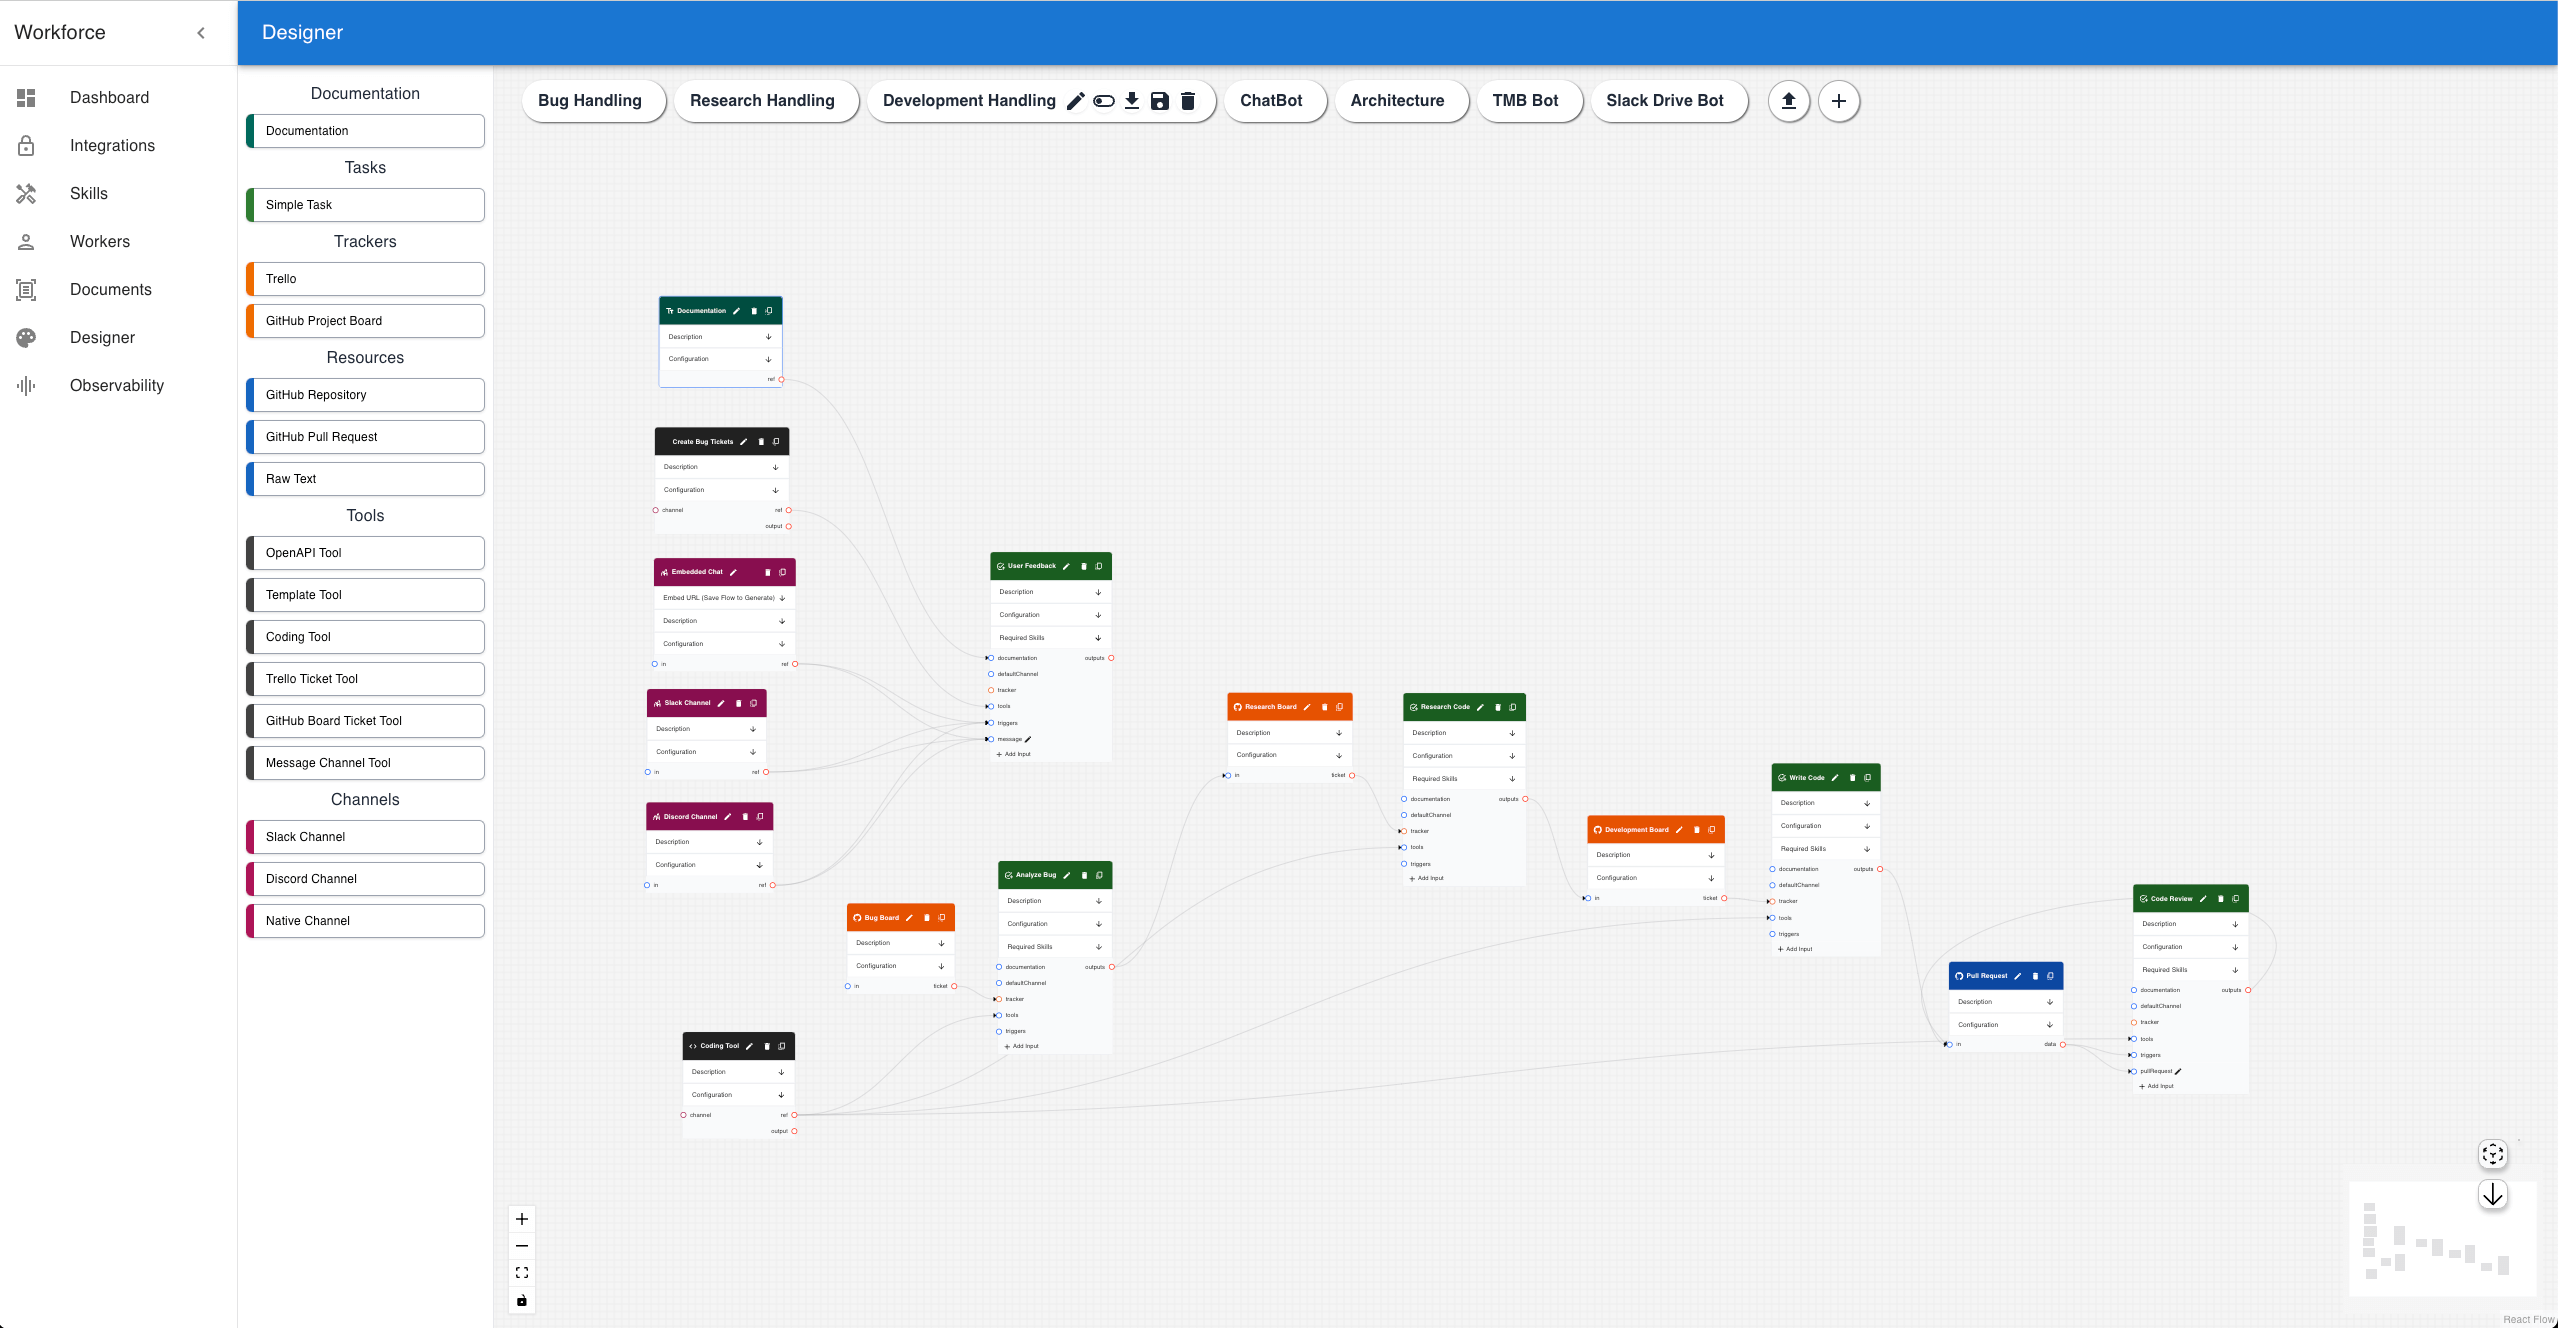 Workforce
Designer
Dashboard
Integrations
Skills
Workers
Documents
Designer
Observability
Documentation
Documentation
Tasks
Simple Task
Trackers
Trello
GitHub Project Board
Resources
GitHub Repository
GitHub Pull Request
Raw Text
Tools
OpenAPI Tool
Template Tool
Coding Tool
Trello Ticket Tool
GitHub Board Ticket Tool
Message Channel Tool
Channels
Slack Channel
Discord Channel
Native Channel
Bug Handling
Research Handling
Development Handling
ChatBot
Architecture
TMB Bot
Slack Drive Bot
Documentation
Description
Configuration
ref
Create Bug Tickets
Description
Configuration
channel ref
output
Embedded Chat
Embed URL (Save Flow to Generate)
Description
Configuration
in ref
Slack Channel
Description
Configuration
in ref
Discord Channel
Description
Configuration
in ref
User Feedback
Description
Configuration
Required Skills
documentation outputs
defaultChannel
tracker
tools
triggers
message
+ Add Input
Bug Board
Description
Configuration
in ticket
Analyze Bug
Description
Configuration
Required Skills
documentation outputs
defaultChannel
tracker
tools
triggers
+ Add Input
Coding Tool
Description
Configuration
channel ref
output
Research Board
Description
Configuration
in ticket
Research Code
Description
Configuration
Required Skills
documentation outputs
defaultChannel
tracker
tools
triggers
+ Add Input
Development Board
Description
Configuration
in ticket
Write Code
Description
Configuration
Required Skills
documentation outputs
defaultChannel
tracker
tools
triggers
+ Add Input
Pull Request
Description
Configuration
in data
Code Review
Description
Configuration
Required Skills
documentation outputs
defaultChannel
tracker
tools
triggers
pullRequest
+ Add Input
React Flow